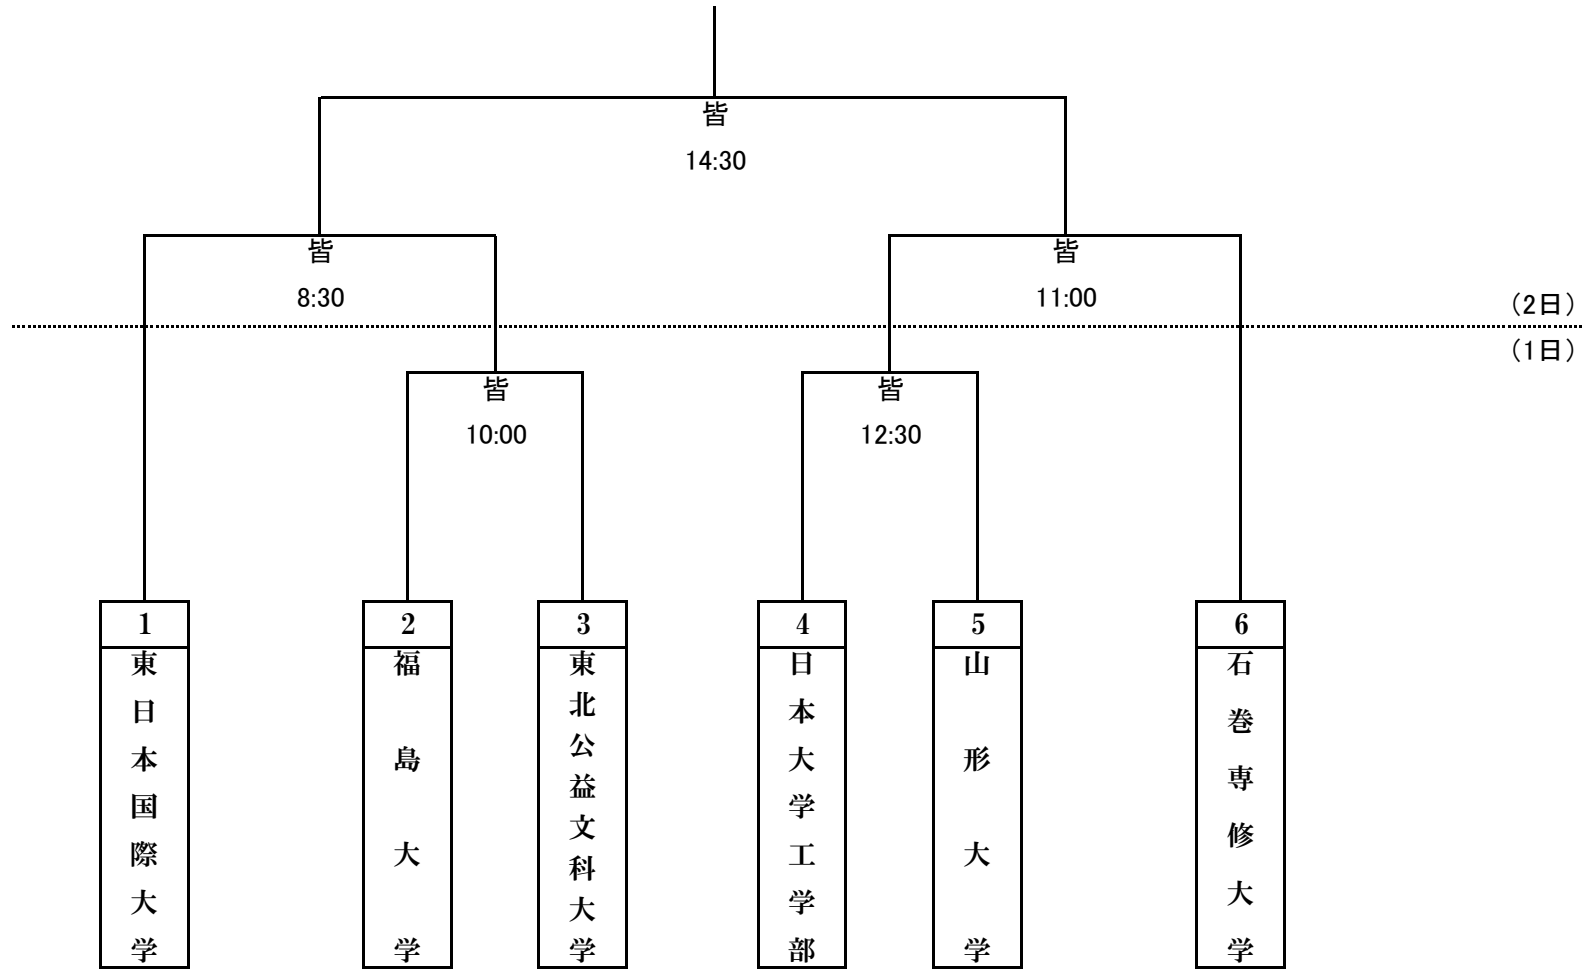 皆
14:30
皆
皆
8:30
11:00
（2日）
（1日）
皆
皆
10:00
12:30
1
2
3
4
5
6
東日本国際大学
福島大学
東北公益文科大学
日本大学工学部
山形大学
石巻専修大学